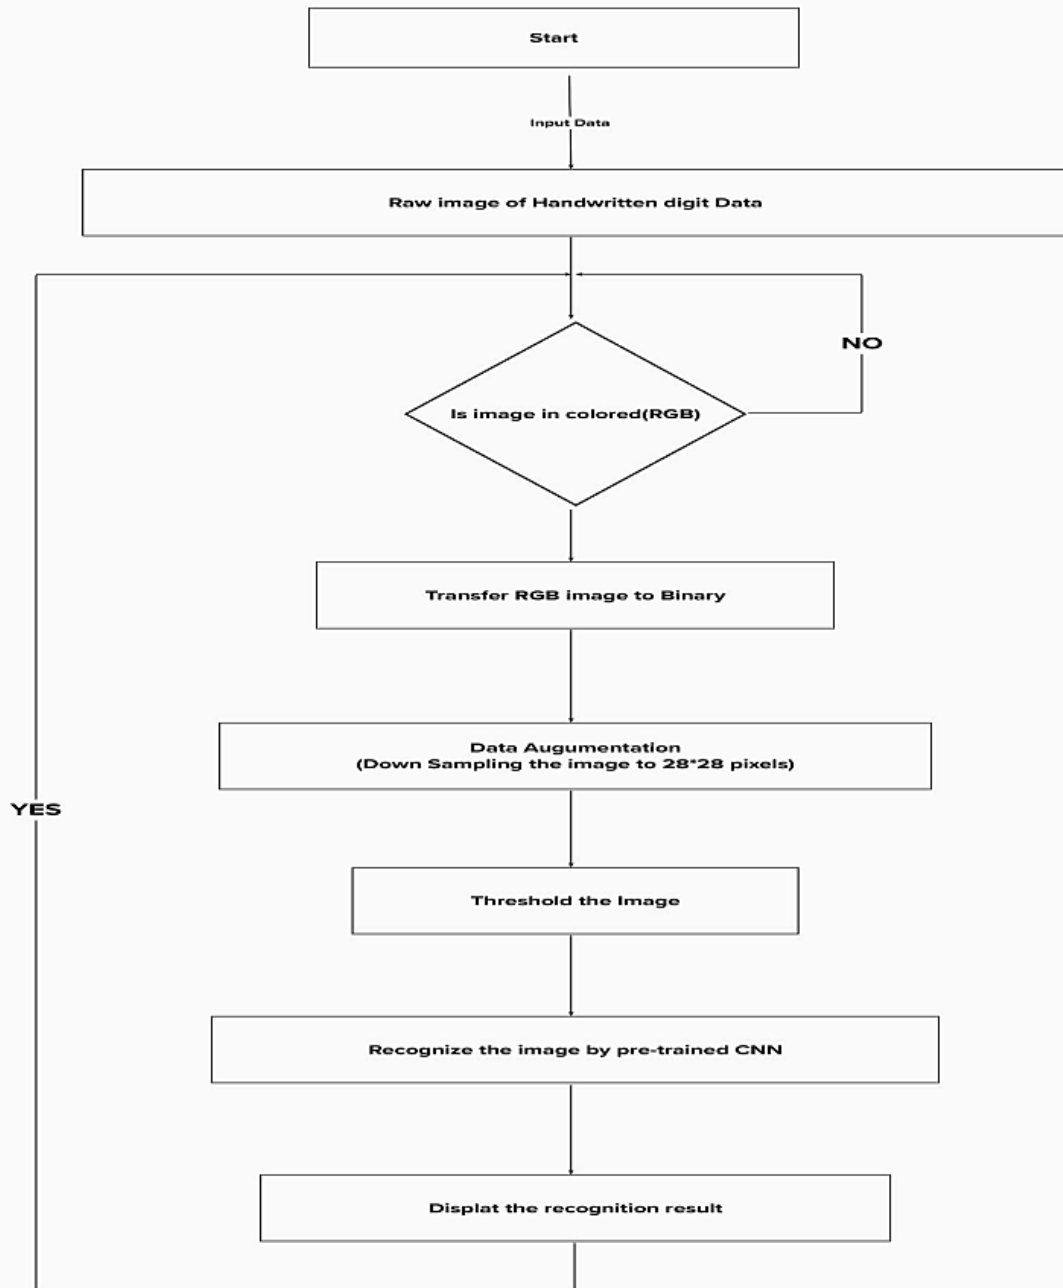 Start
Input Data
Raw image of Handwritten digit Data
NO
Is image in colored(RGB)
Transfer RGB image to Binary
Data Augumentation
(Down Sampling the image to 28*28 pixels)
YES
Threshold the Image
Recognize the image by pre-trained CNN
Displat the recognition result